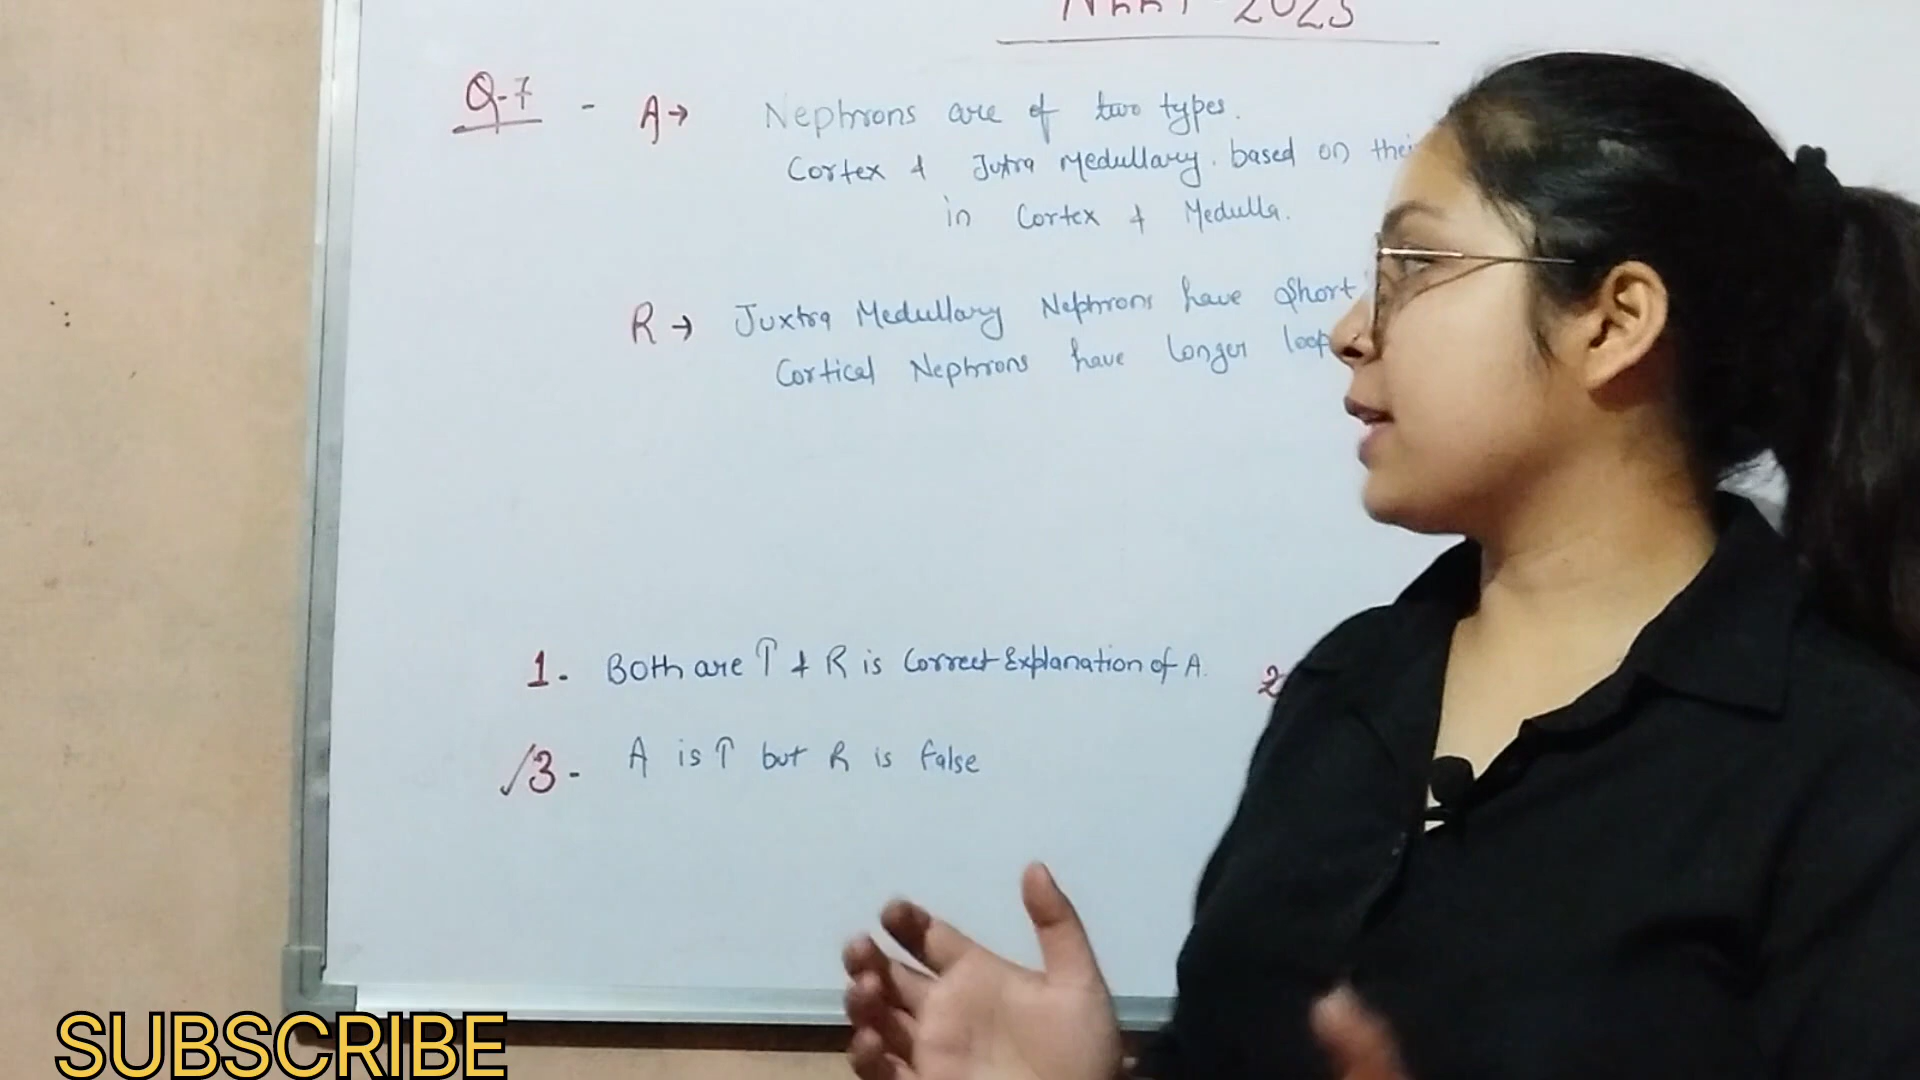 NEET 2023
Q-7 - A→ Nephrons are of two types.
Cortex & Juxtra Medullary. based on their
in Cortex & Medulla.
R→ Juxtra Medullary Nephrons have short
Cortical Nephrons have longer loop
1. Both are T & R is Correct Explanation of A. 2
√3- A is T but R is false
SUBSCRIBE